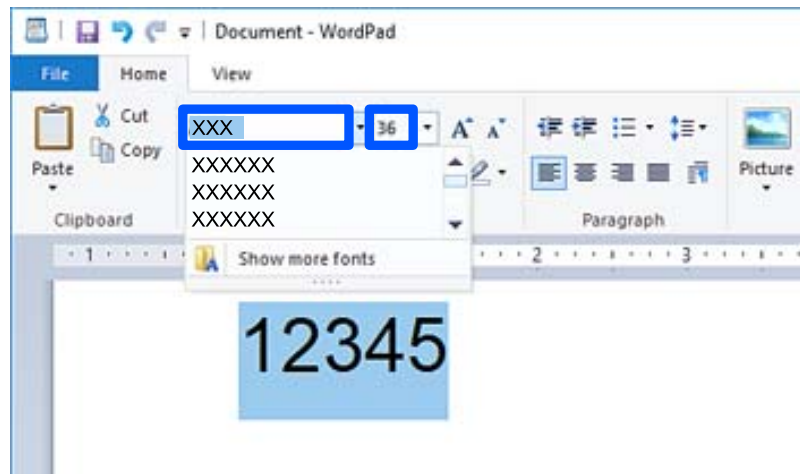 Document - WordPad
File Home View
Cut
Copy
Paste
Clipboard
XXX 36 A A
XXXXXX
XXXXXX
XXXXXX
Show more fonts
Paragraph
Picture
1 2 3
12345